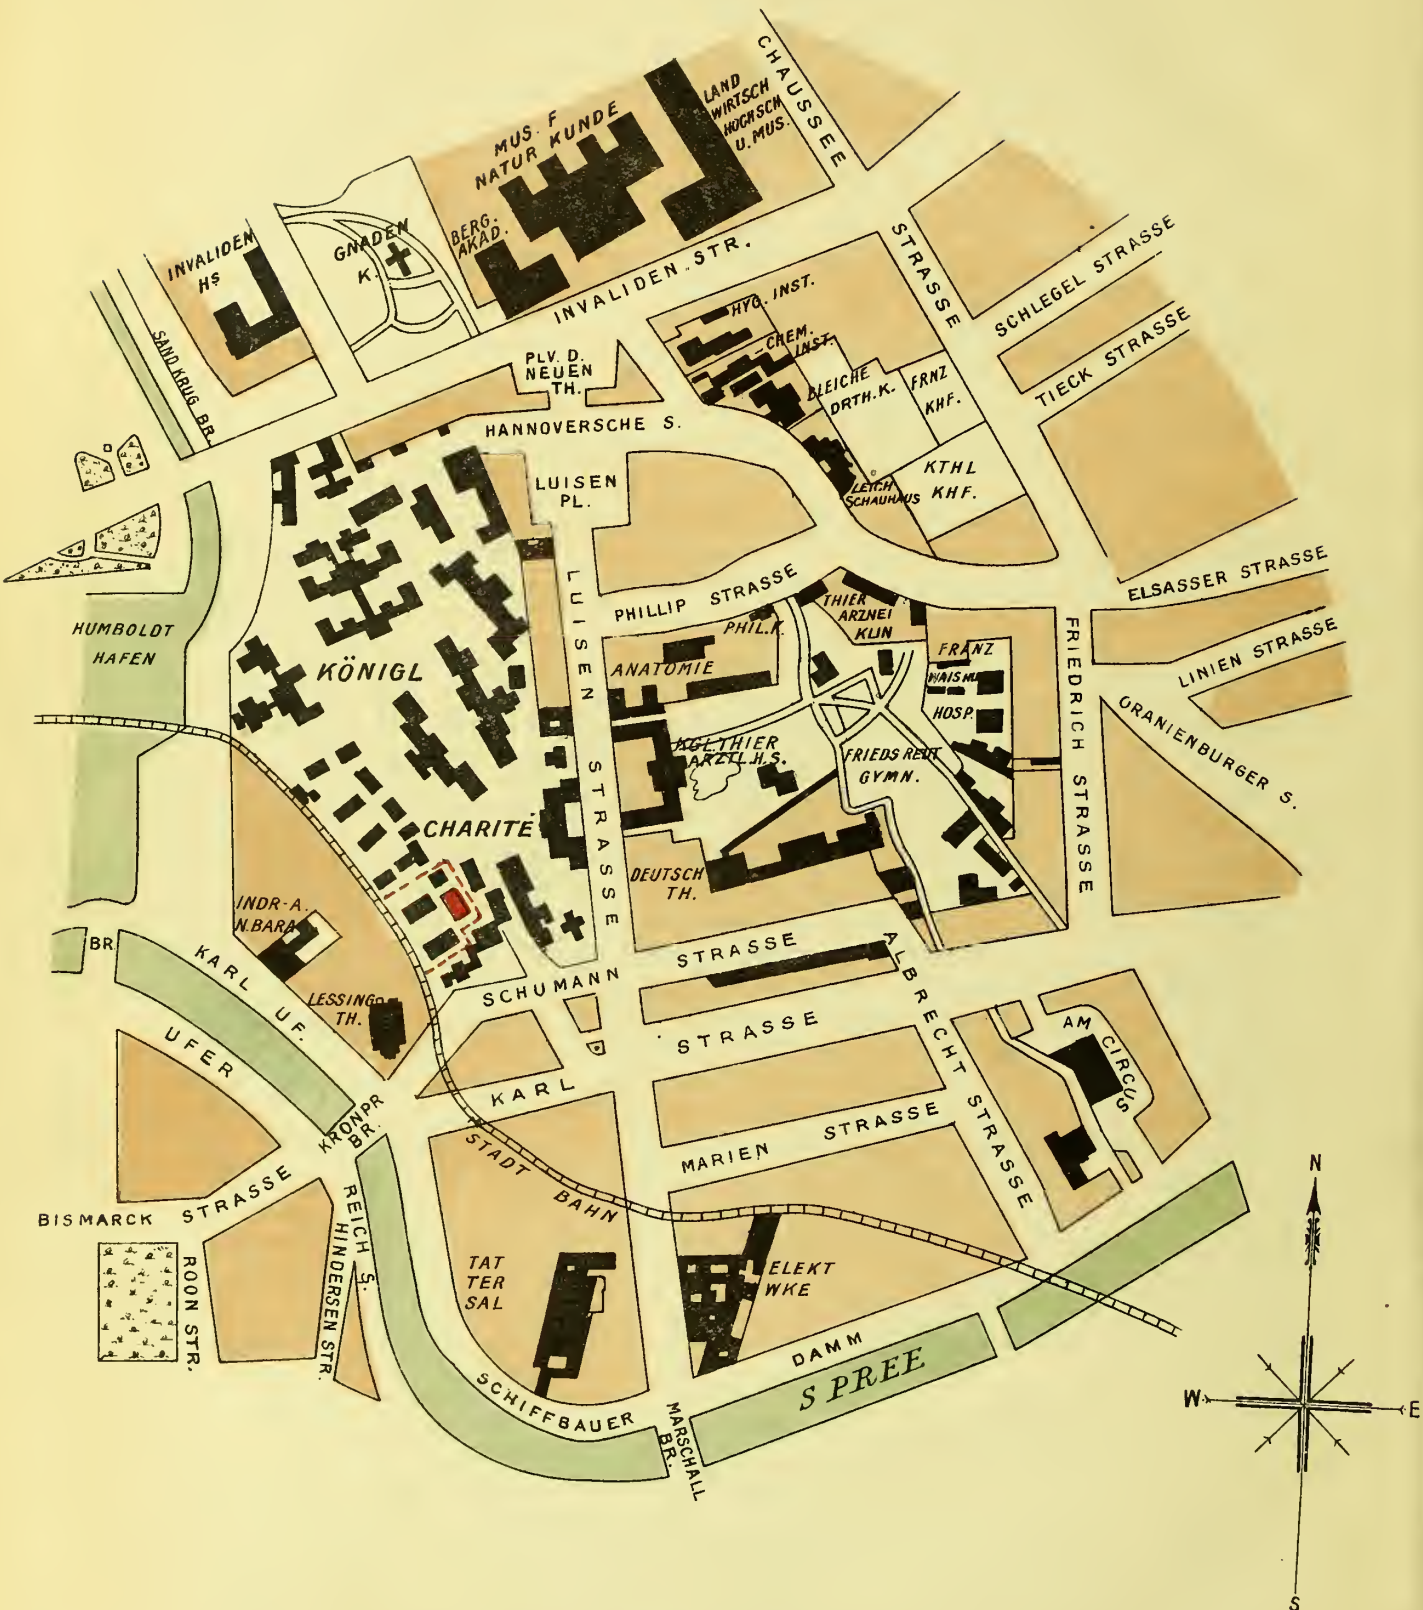 CHAUSSEE
STRASSE
LAND
WIRTSCH
HOCHSCH
U. MUS.
MUS. F
NATUR KUNDE
BERG.
AKAD.
GNADEN
K.
INVALIDEN
HS
INVALIDEN STR.
SAND KRUG BR.
HYG. INST.
CHEM.
INST.
BLEICHE
DRTH. K.
FRNZ
KHF.
KTHL
KHF.
LEICH
SCHAUHAUS
SCHLEGEL STRASSE
TIECK STRASSE
PLV. D.
NEUEN
TH.
HANNOVERSCHE S.
LUISEN
PL.
LUISEN STRASSE
PHILLIP STRASSE
PHIL. K.
THIER
ARZNEI
KLIN
ELSASSER STRASSE
LINIEN STRASSE
ORANIENBURGER S.
FRIEDRICH STRASSE
HUMBOLDT
HAFEN
KÖNIGL
CHARITÉ
ANATOMIE
KGL. THIER
ARZTL. H. S.
FRANZ
WAISN
HOSP.
FRIEDS REUT
GYMN.
DEUTSCH
TH.
INDR-A.
N. BARA
LESSING
TH.
BR
KARL UF.
UFER
SCHUMANN STRASSE
KARL STRASSE
ALBRECHT STRASSE
MARIEN STRASSE
AM
CIRCUS
KRONPR
BR.
BISMARCK STRASSE
REICH S.
HINDERSEN STR.
ROON STR.
STADT BAHN
TAT
TER
SAL
ELEKT
WKE
SCHIFFBAUER DAMM
SPREE
MARSCHALL
BR.
N
W
E
S